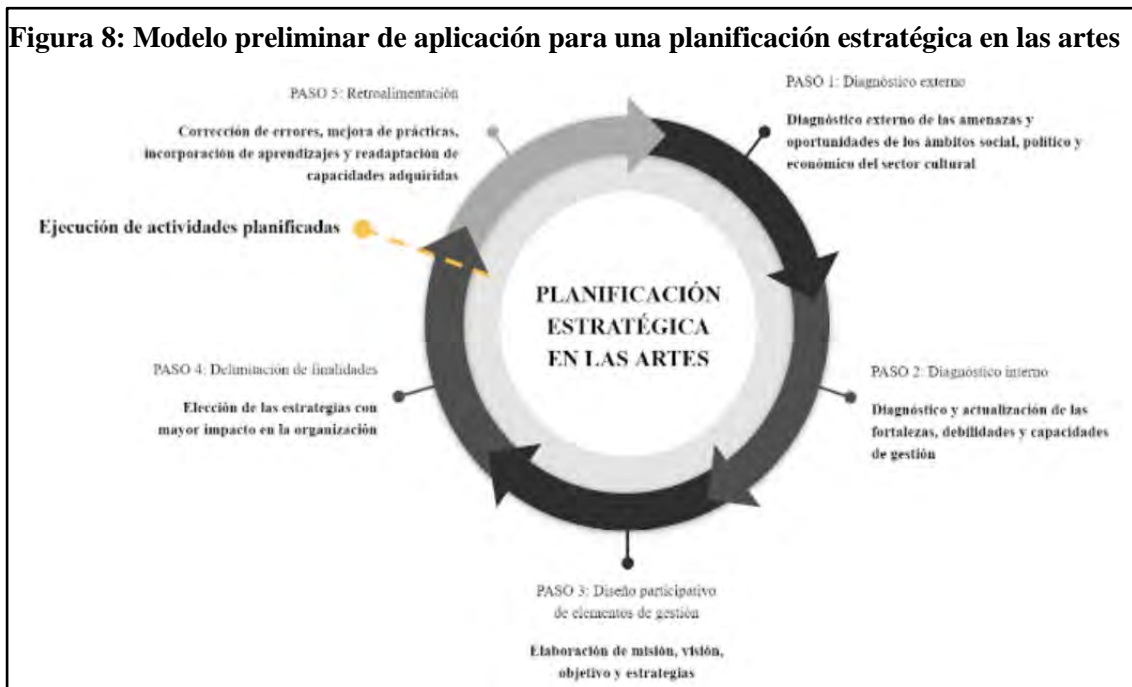 Figura 8: Modelo preliminar de aplicación para una planificación estratégica en las artes
PASO 1: Diagnóstico externo
Diagnóstico externo de las amenazas y
oportunidades de los ámbitos social, político y
económico del sector cultural
PASO 2: Diagnóstico interno
Diagnóstico y actualización de las
fortalezas, debilidades y capacidades
de gestión
PASO 3: Diseño participativo
de elementos de gestión
Elaboración de misión, visión,
objetivo y estrategias
PASO 4: Delimitación de finalidades
Elección de las estrategias con
mayor impacto en la organización
Ejecución de actividades planificadas
PASO 5: Retroalimentación
Corrección de errores, mejora de prácticas,
incorporación de aprendizajes y readaptación de
capacidades adquiridas
PLANIFICACIÓN
ESTRATÉGICA
EN LAS ARTES